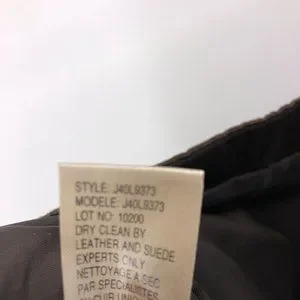 STYLE: J40L9373
MODELE: J40L9373
LOT NO: 10200
DRY CLEAN BY
LEATHER AND SUEDE
EXPERTS ONLY
NETTOYAGE A SEC
PAR SPECIALISTES
CUIR